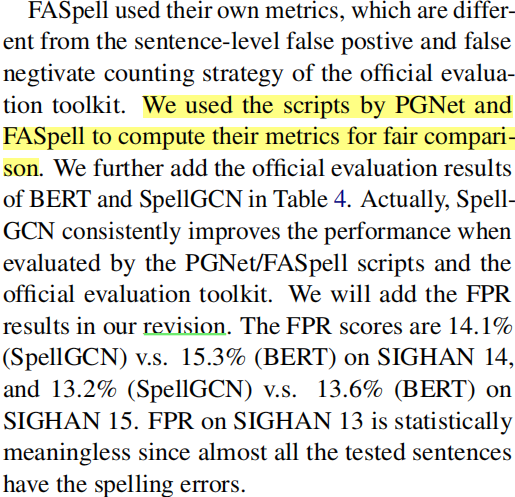 FASpell used their own metrics, which are differ-
ent from the sentence-level false postive and false
negtivate counting strategy of the official evalua-
tion toolkit. We used the scripts by PGNet and
FASpell to compute their metrics for fair compari-
son. We further add the official evaluation results
of BERT and SpellGCN in Table 4. Actually, Spell-
GCN consistently improves the performance when
evaluated by the PGNet/FASpell scripts and the
official evaluation toolkit. We will add the FPR
results in our revision. The FPR scores are 14.1%
(SpellGCN) v.s. 15.3% (BERT) on SIGHAN 14,
and 13.2% (SpellGCN) v.s. 13.6% (BERT) on
SIGHAN 15. FPR on SIGHAN 13 is statistically
meaningless since almost all the tested sentences
have the spelling errors.